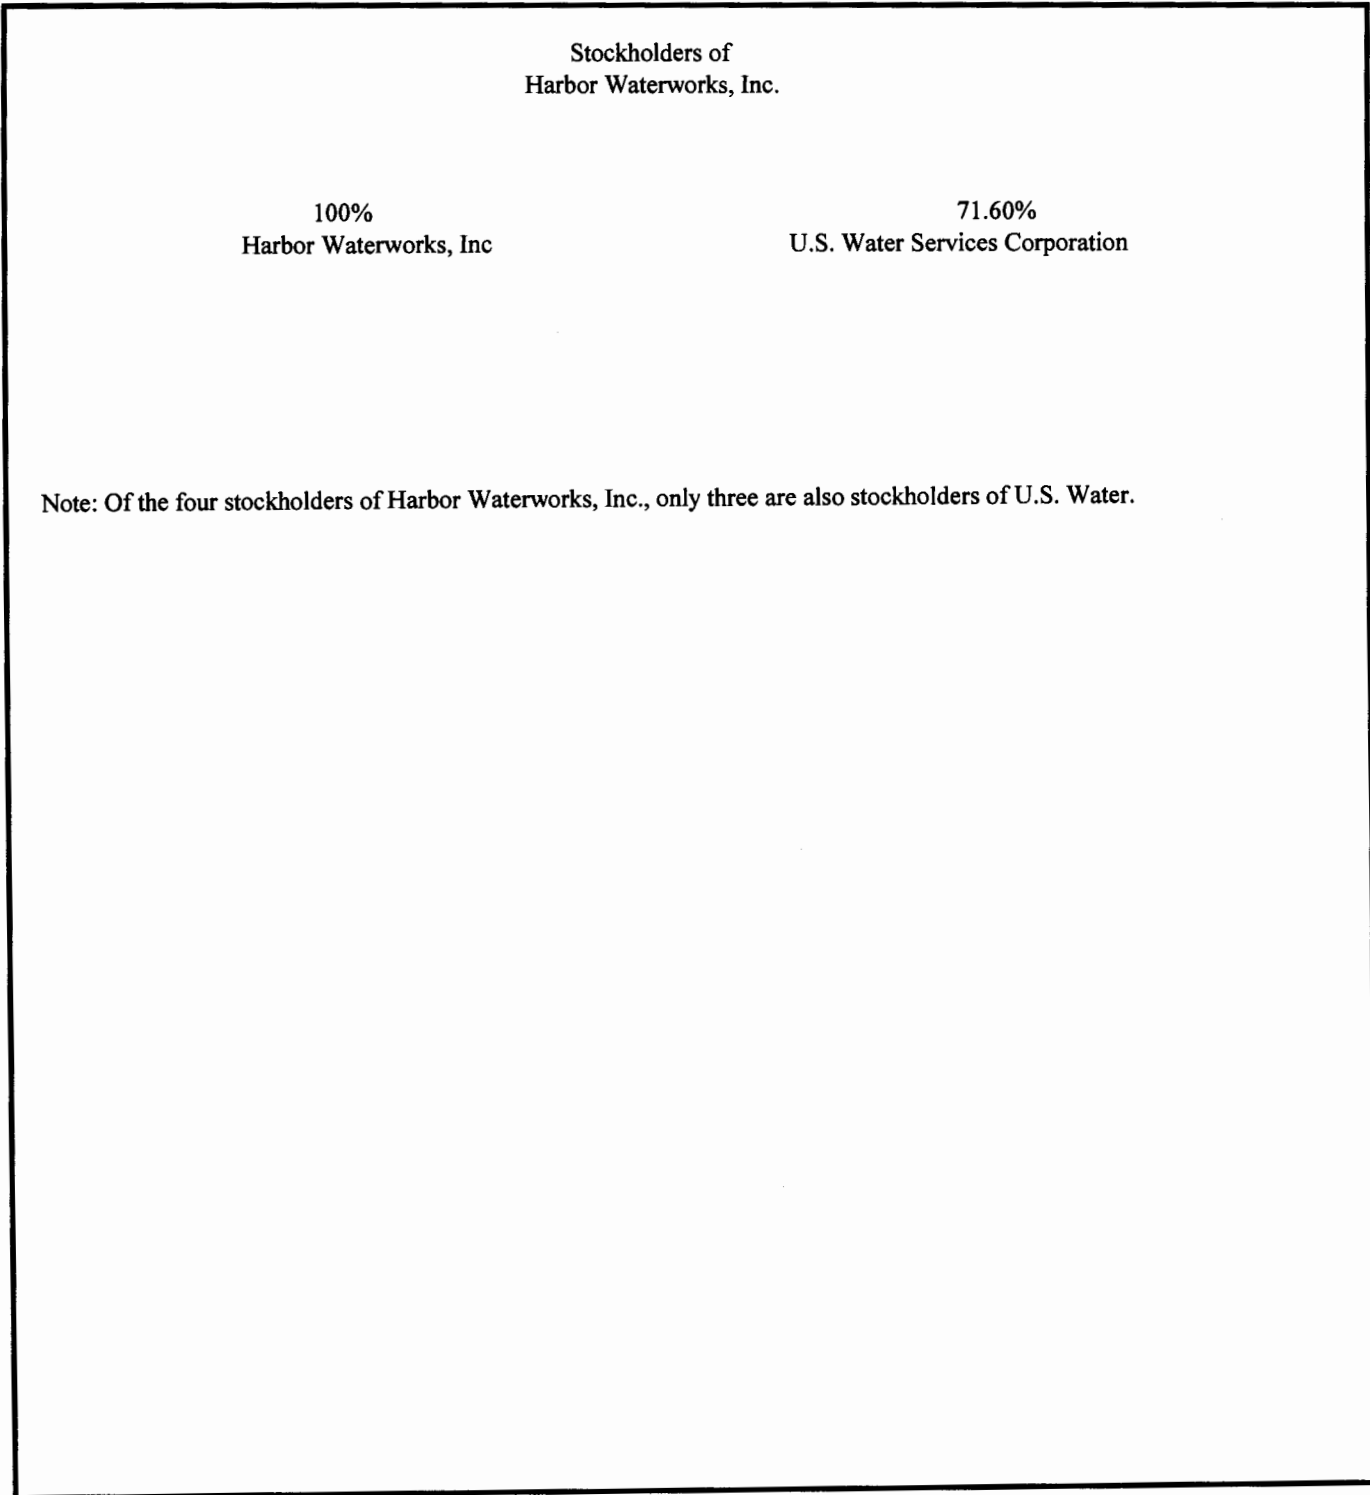 Stockholders of
Harbor Waterworks, Inc.
100%
Harbor Waterworks, Inc
71.60%
U.S. Water Services Corporation
Note: Of the four stockholders of Harbor Waterworks, Inc., only three are also stockholders of U.S. Water.